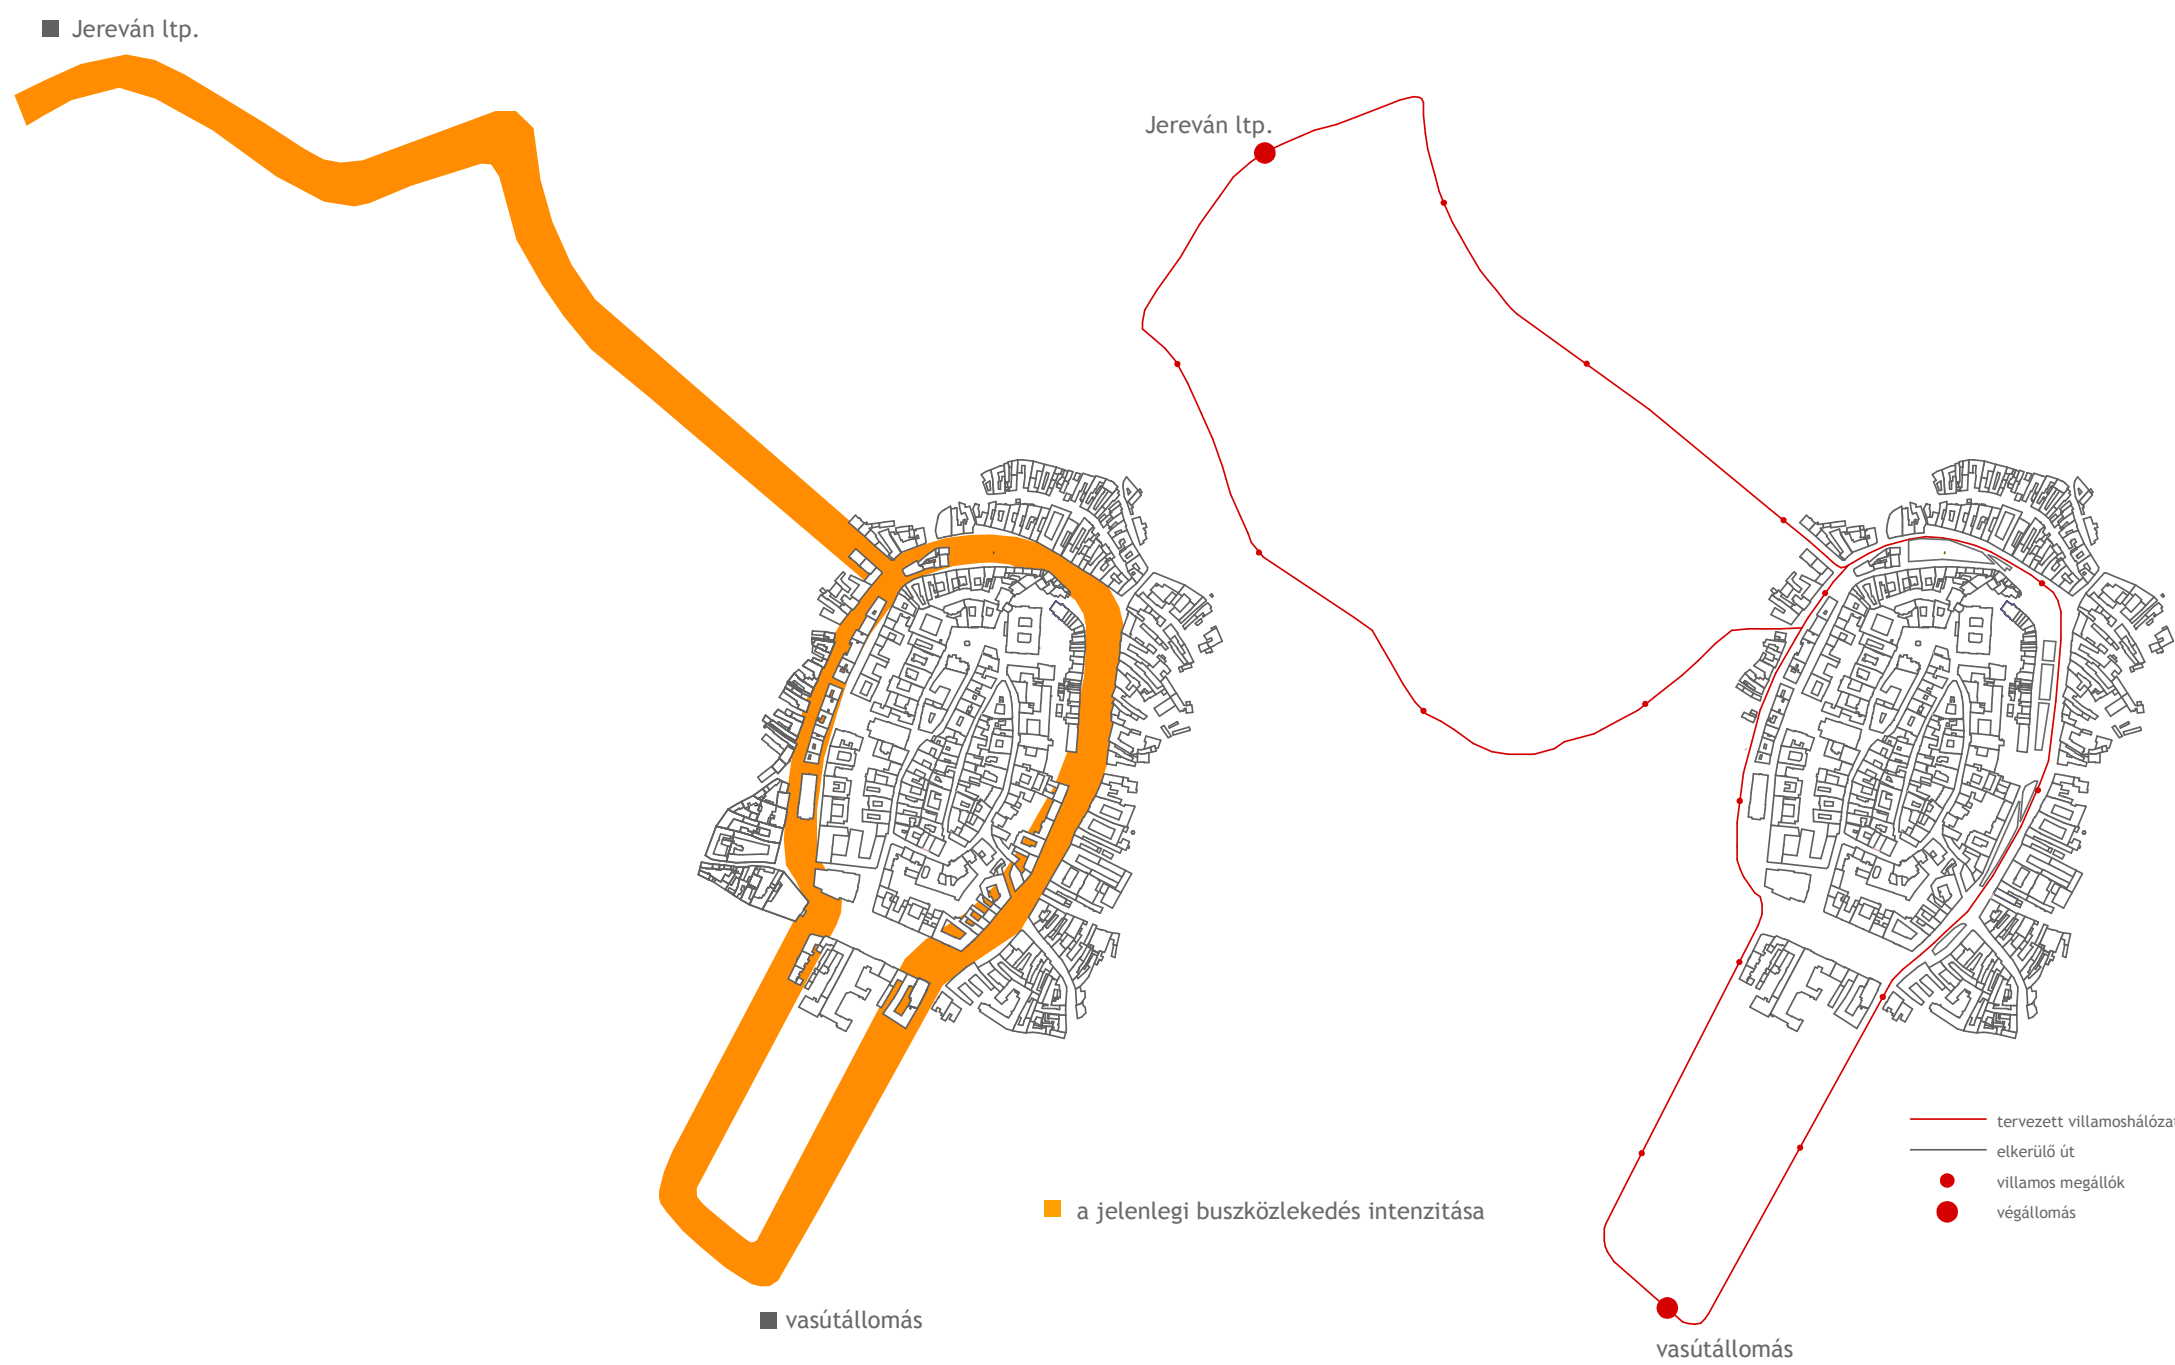 Jereván ltp.
Jereván ltp.
tervezett villamoshálózat
elkerülő út
villamos megállók
végállomás
a jelenlegi buszközlekedés intenzitása
vasútállomás
vasútállomás